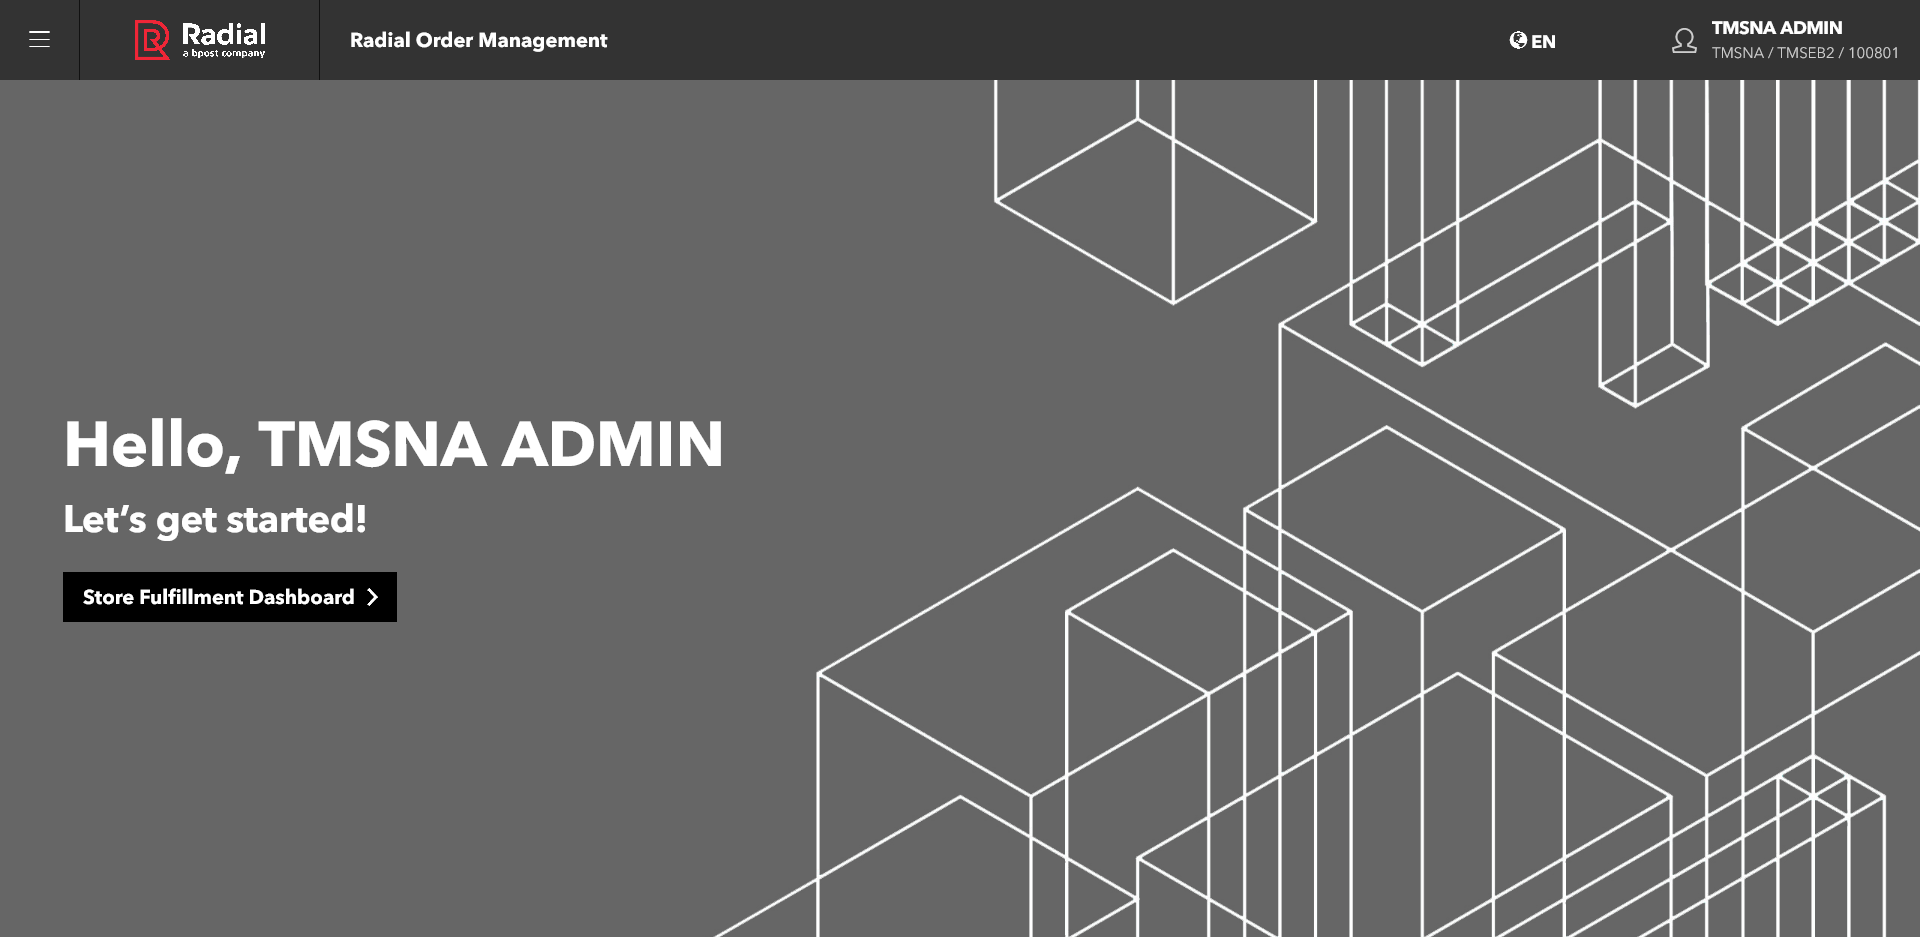 Radial
a bpost company
Radial Order Management
EN
TMSNA ADMIN
TMSNA / TMSEB2 / 100801
Hello, TMSNA ADMIN
Let's get started!
Store Fulfillment Dashboard